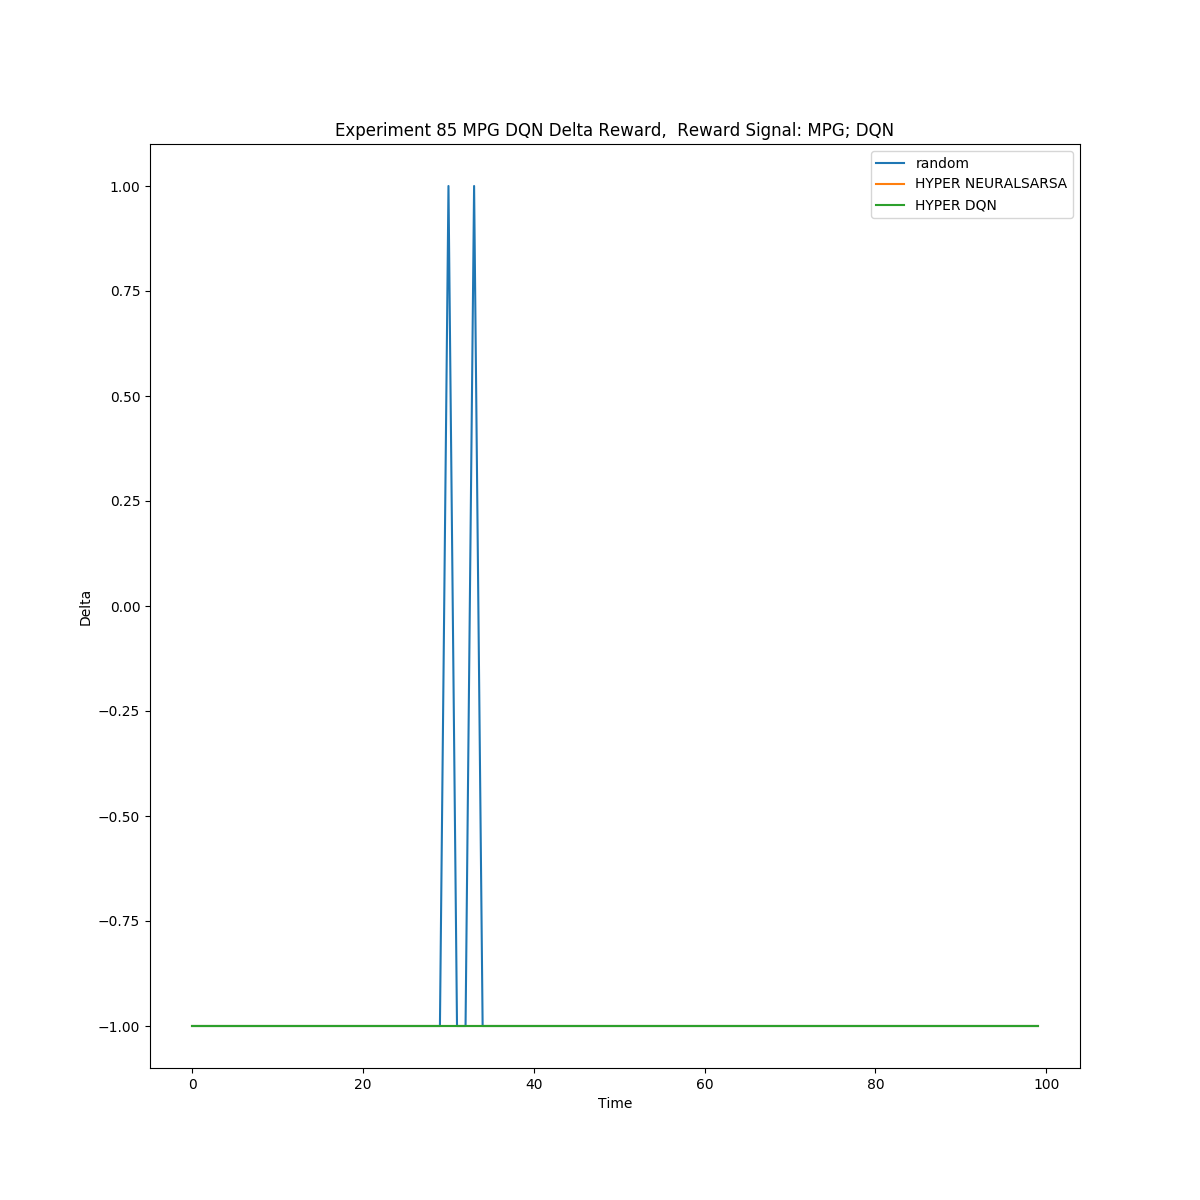 Experiment 85 MPG DQN Delta Reward,  Reward Signal: MPG; DQN
random
HYPER NEURALSARSA
HYPER DQN
1.00
0.75
0.50
0.25
0.00
−0.25
−0.50
−0.75
−1.00
Delta
0 20 40 60 80 100
Time